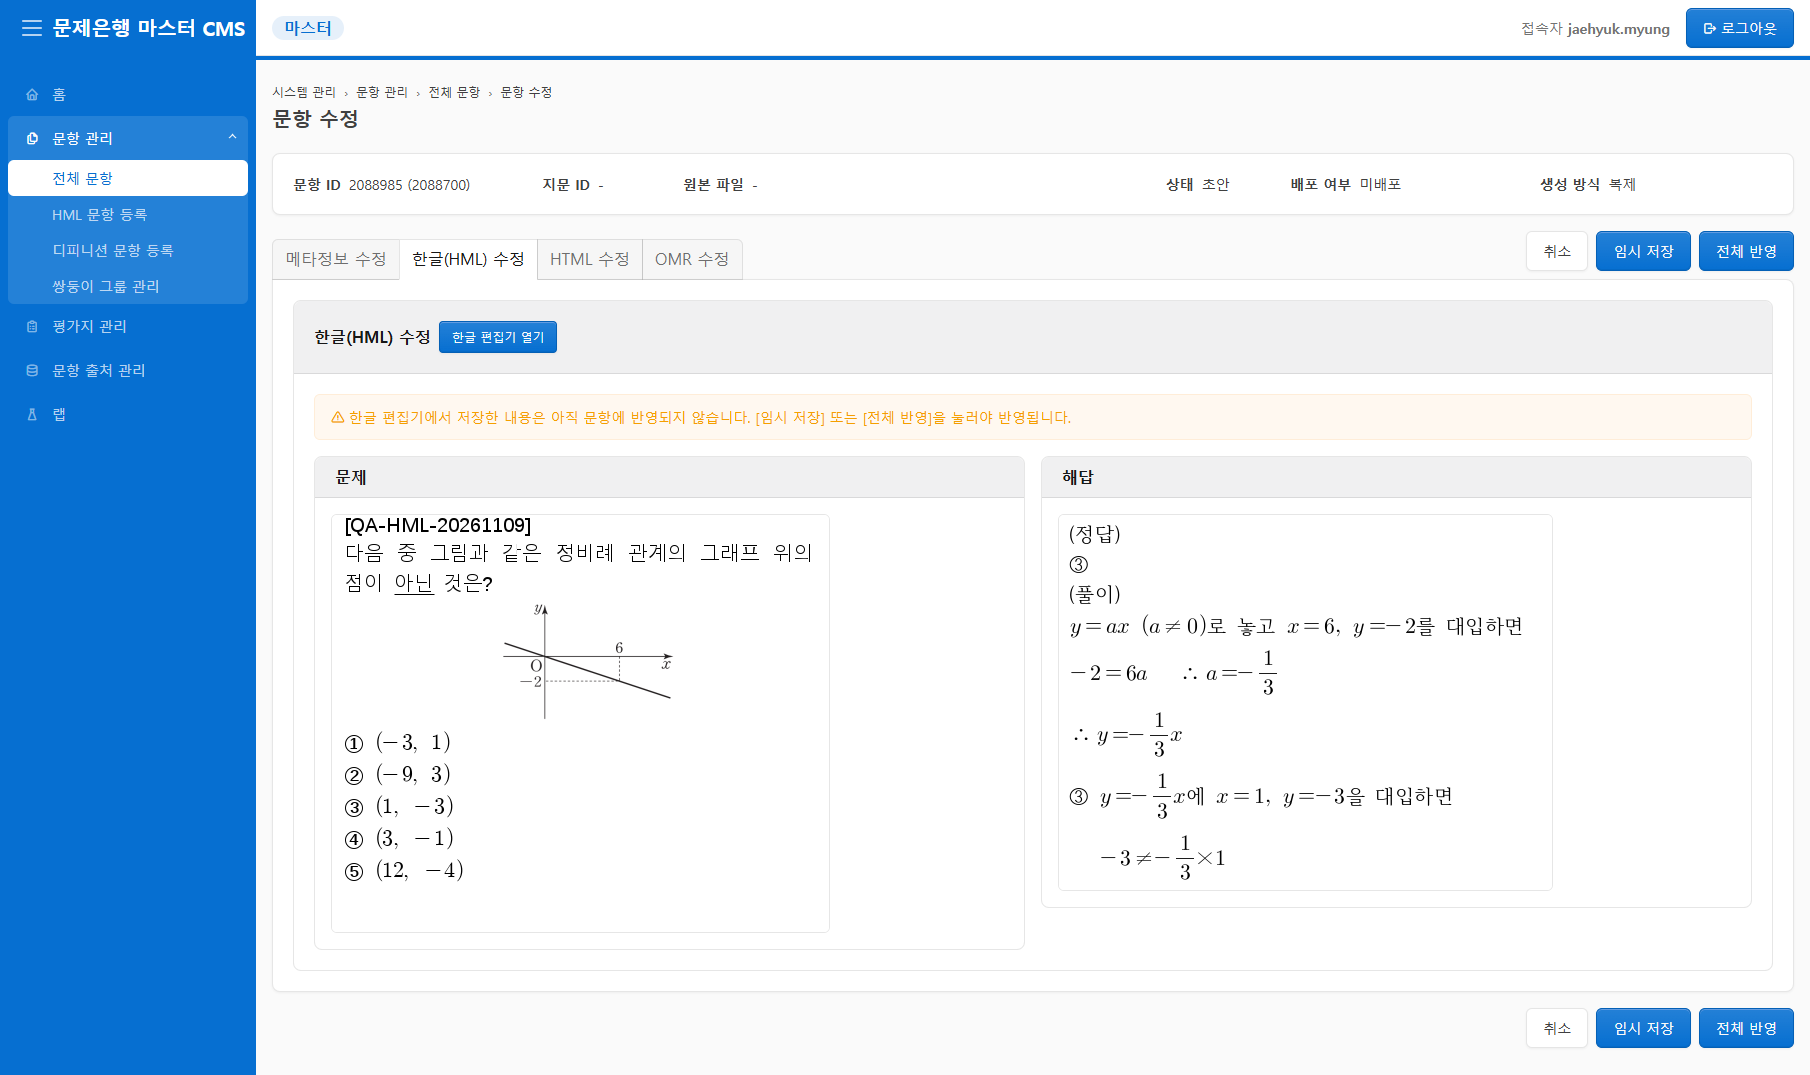 문제은행 마스터 CMS
마스터
접속자 jaehyuk.myung
로그아웃
홈
문항 관리
전체 문항
HML 문항 등록
디피니션 문항 등록
쌍둥이 그룹 관리
평가지 관리
문항 출처 관리
랩
시스템 관리 › 문항 관리 › 전체 문항 › 문항 수정
문항 수정
문항 ID 2088985 (2088700) 지문 ID - 원본 파일 - 상태 초안 배포 여부 미배포 생성 방식 복제
메타정보 수정 한글(HML) 수정 HTML 수정 OMR 수정
취소 임시 저장 전체 반영
한글(HML) 수정 한글 편집기 열기
한글 편집기에서 저장한 내용은 아직 문항에 반영되지 않습니다. [임시 저장] 또는 [전체 반영]을 눌러야 반영됩니다.
문제
[QA-HML-20261109]
다음 중 그림과 같은 정비례 관계의 그래프 위의
점이 아닌 것은?
y
6
O
x
−2
① (−3, 1)
② (−9, 3)
③ (1, −3)
④ (3, −1)
⑤ (12, −4)
해답
(정답)
③
(풀이)
y=ax (a≠0)로 놓고 x=6, y=−2를 대입하면
−2=6a ∴ a=−1/3
∴ y=−1/3x
③ y=−1/3x에 x=1, y=−3을 대입하면
−3≠−1/3×1
취소 임시 저장 전체 반영